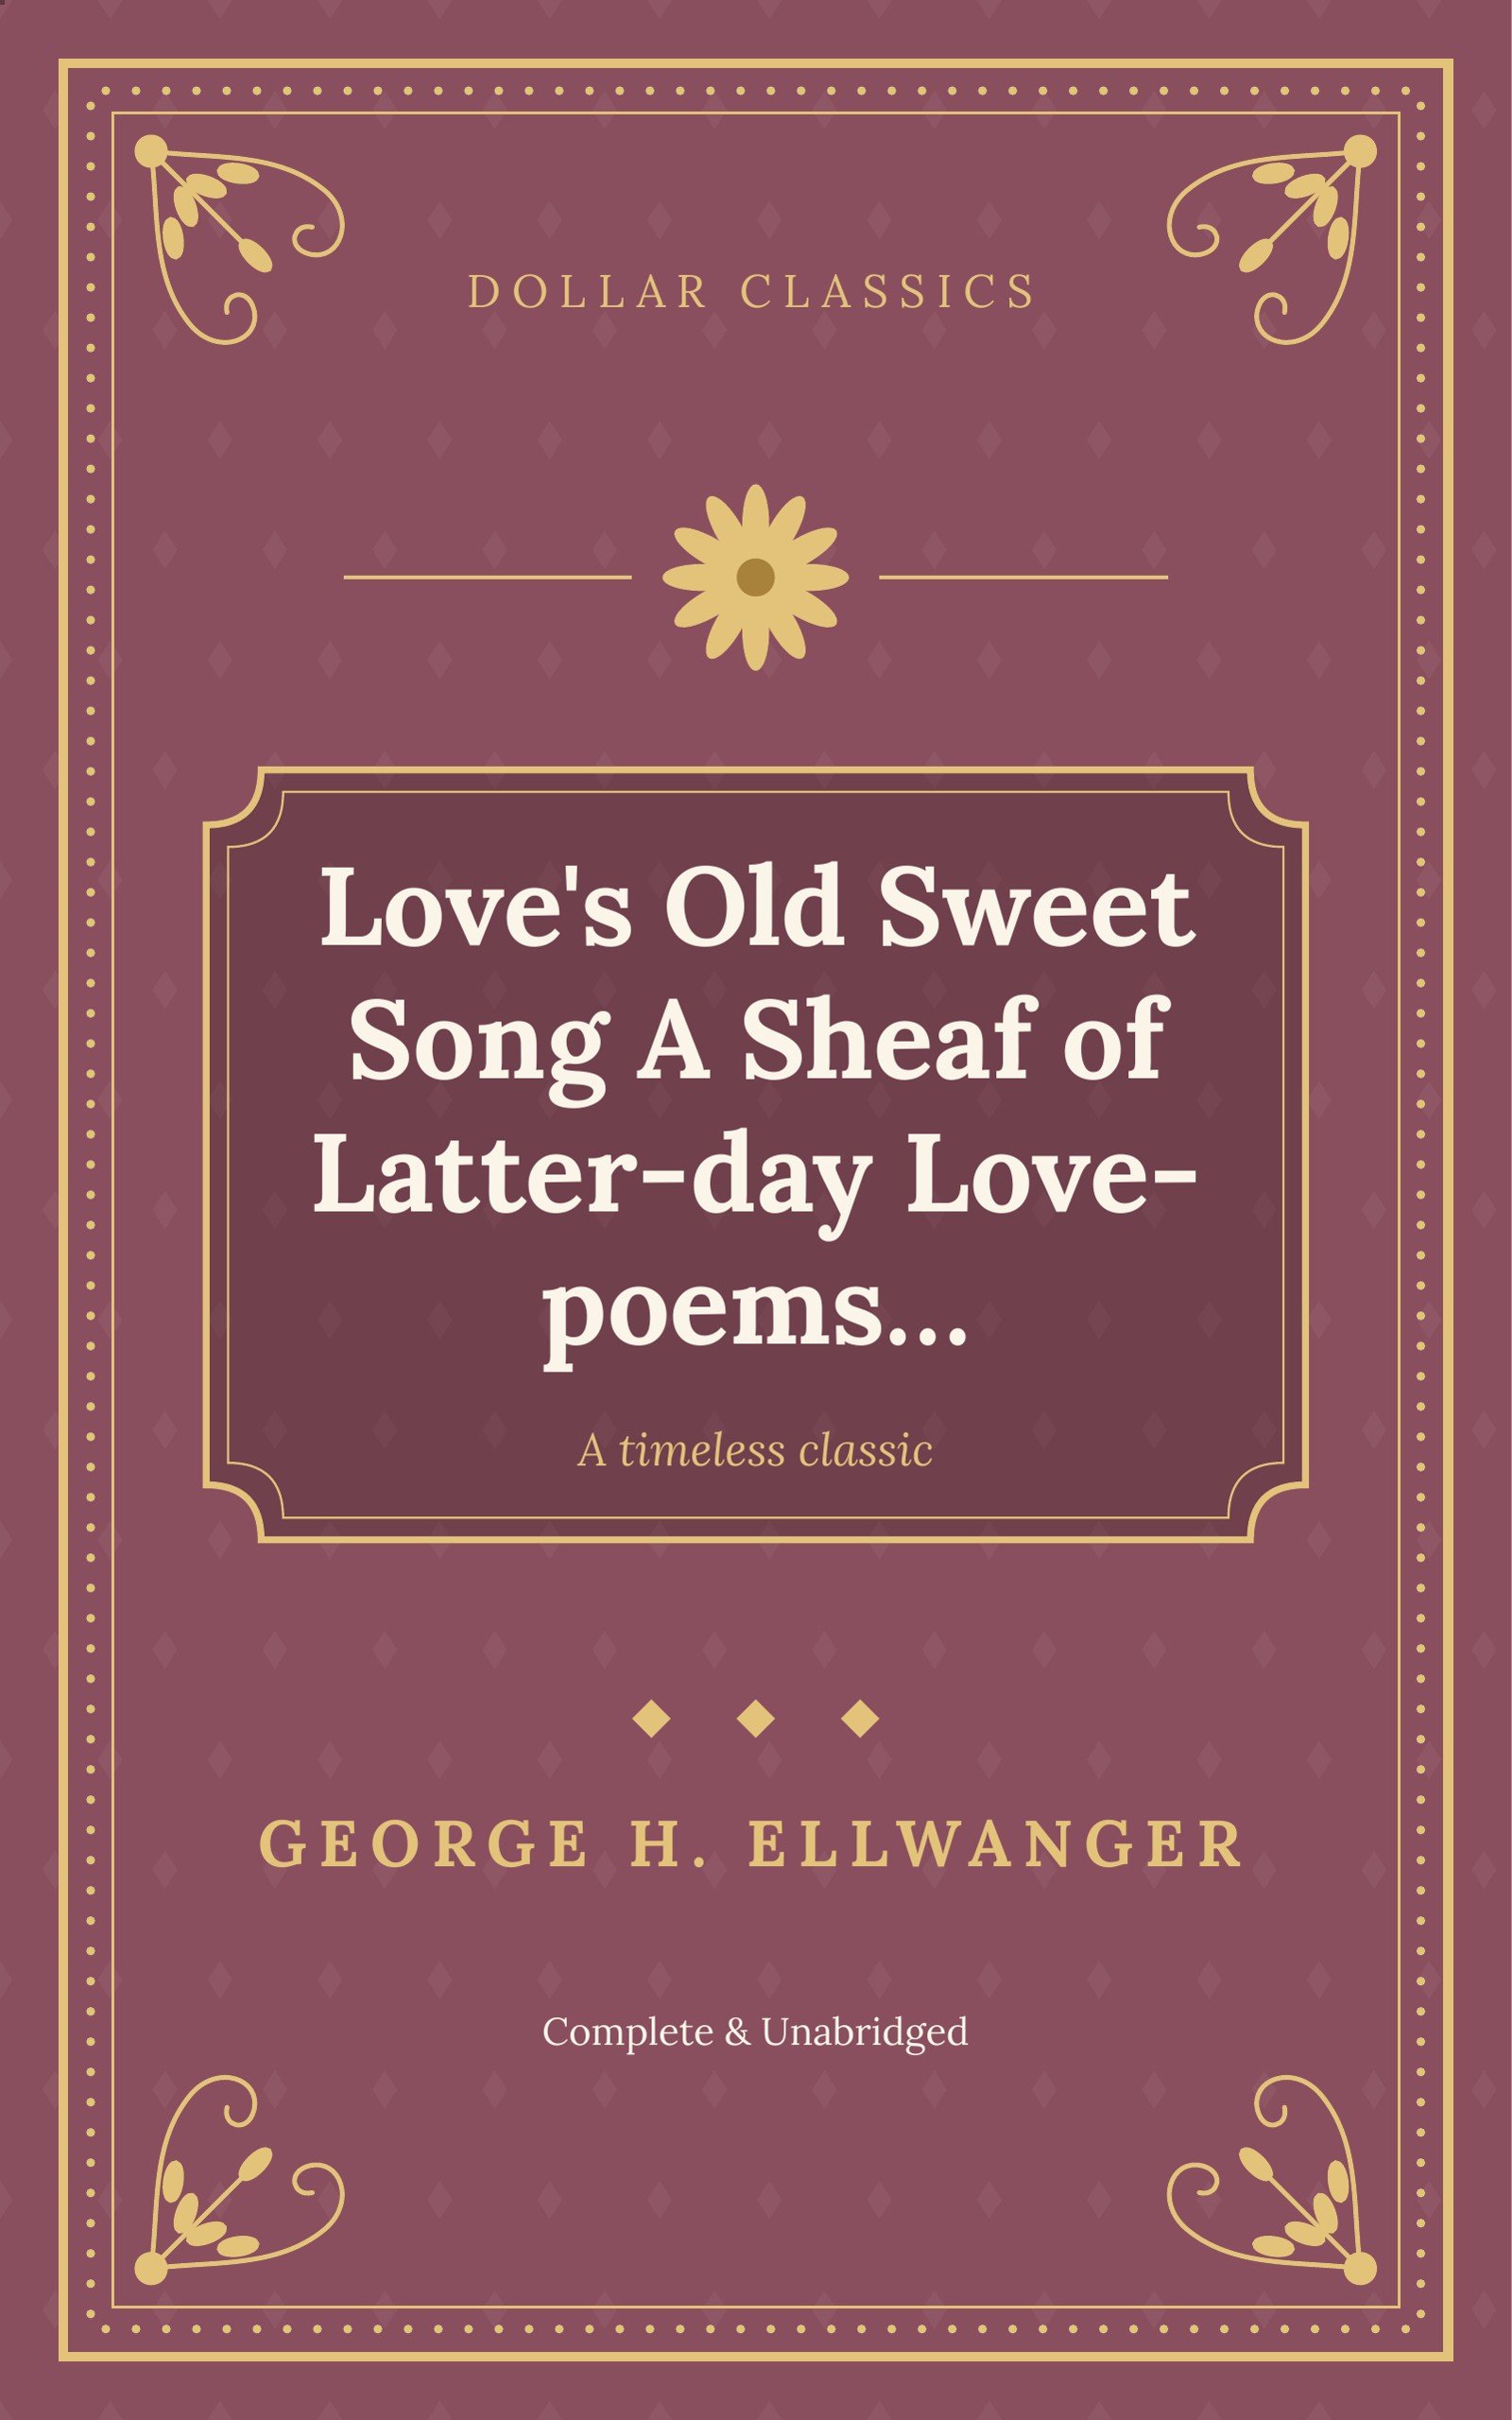 DOLLAR CLASSICS
Love's Old Sweet
Song A Sheaf of
Latter-day Love-
poems...
A timeless classic
GEORGE H. ELLWANGER
Complete & Unabridged